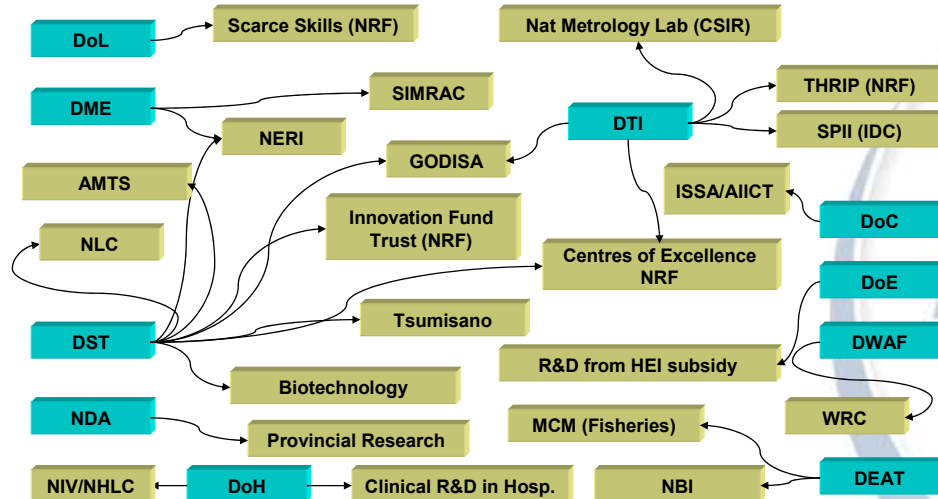 DoL
Scarce Skills (NRF)
Nat Metrology Lab (CSIR)
DME
SIMRAC
THRIP (NRF)
DTI
NERI
SPII (IDC)
GODISA
AMTS
ISSA/AIICT
Innovation Fund
Trust (NRF)
DoC
NLC
Centres of Excellence
NRF
DoE
Tsumisano
DST
DWAF
R&D from HEI subsidy
Biotechnology
NDA
WRC
MCM (Fisheries)
Provincial Research
DEAT
NIV/NHLC
DoH
Clinical R&D in Hosp.
NBI